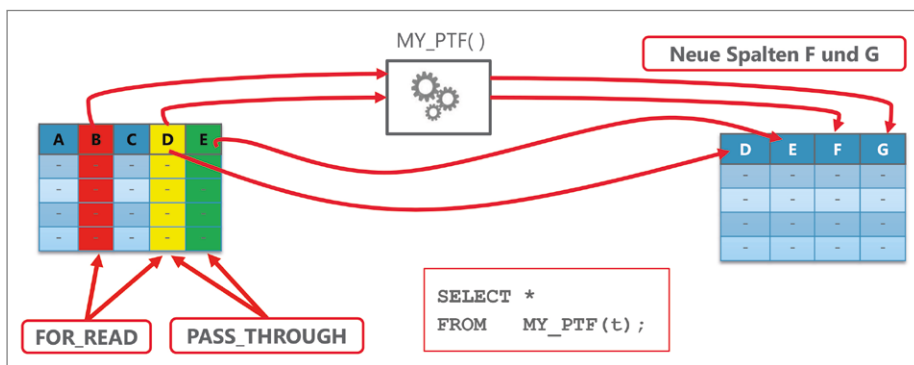 MY_PTF( )
Neue Spalten F und G
A B C D E
- - - - -
- - - - -
- - - - -
- - - - -
D E F G
- - - -
- - - -
- - - -
- - - -
FOR_READ
PASS_THROUGH
SELECT *
FROM MY_PTF(t);